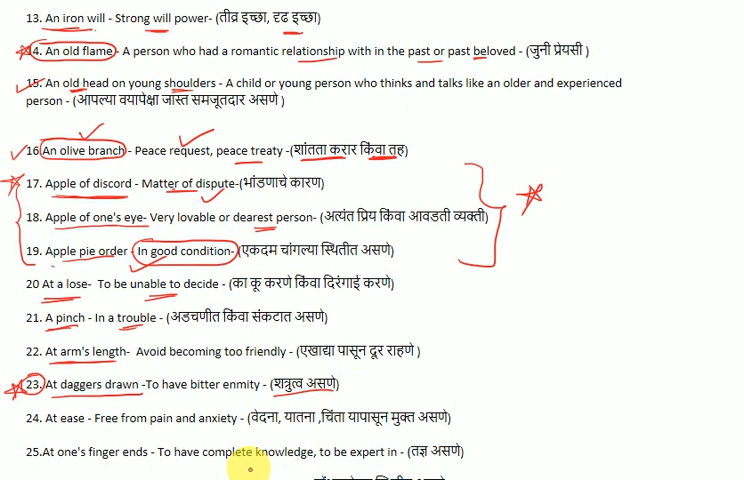 13. An iron will - Strong will power- (तीव्र इच्छा, दृढ इच्छा)
14. An old flame - A person who had a romantic relationship with in the past or past beloved - (जुनी प्रेयसी )
15. An old head on young shoulders - A child or young person who thinks and talks like an older and experienced
person - (आपल्या वयापेक्षा जास्त समजूतदार असणे )
16 An olive branch - Peace request, peace treaty -(शांतता करार किंवा तह)
17. Apple of discord - Matter of dispute-(भांडणाचे कारण)
18. Apple of one's eye- Very lovable or dearest person- (अत्यंत प्रिय किंवा आवडती व्यक्ती)
19. Apple pie order - In good condition-(एकदम चांगल्या स्थितीत असणे)
20 At a lose- To be unable to decide - (का कू करणे किंवा दिरंगाई करणे)
21. A pinch - In a trouble - (अडचणीत किंवा संकटात असणे)
22. At arm's length- Avoid becoming too friendly - (एखाद्या पासून दूर राहणे )
23. At daggers drawn -To have bitter enmity - (शत्रुत्व असणे)
24. At ease - Free from pain and anxiety - (वेदना, यातना ,चिंता यापासून मुक्त असणे)
25.At one's finger ends - To have complete knowledge, to be expert in - (तज्ञ असणे)